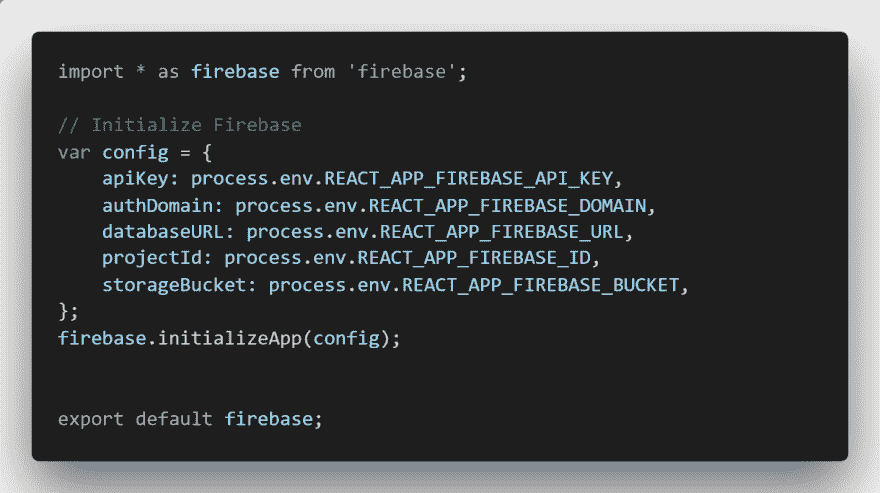 import * as firebase from 'firebase';
// Initialize Firebase
var config = {
    apiKey: process.env.REACT_APP_FIREBASE_API_KEY,
    authDomain: process.env.REACT_APP_FIREBASE_DOMAIN,
    databaseURL: process.env.REACT_APP_FIREBASE_URL,
    projectId: process.env.REACT_APP_FIREBASE_ID,
    storageBucket: process.env.REACT_APP_FIREBASE_BUCKET,
};
firebase.initializeApp(config);
export default firebase;